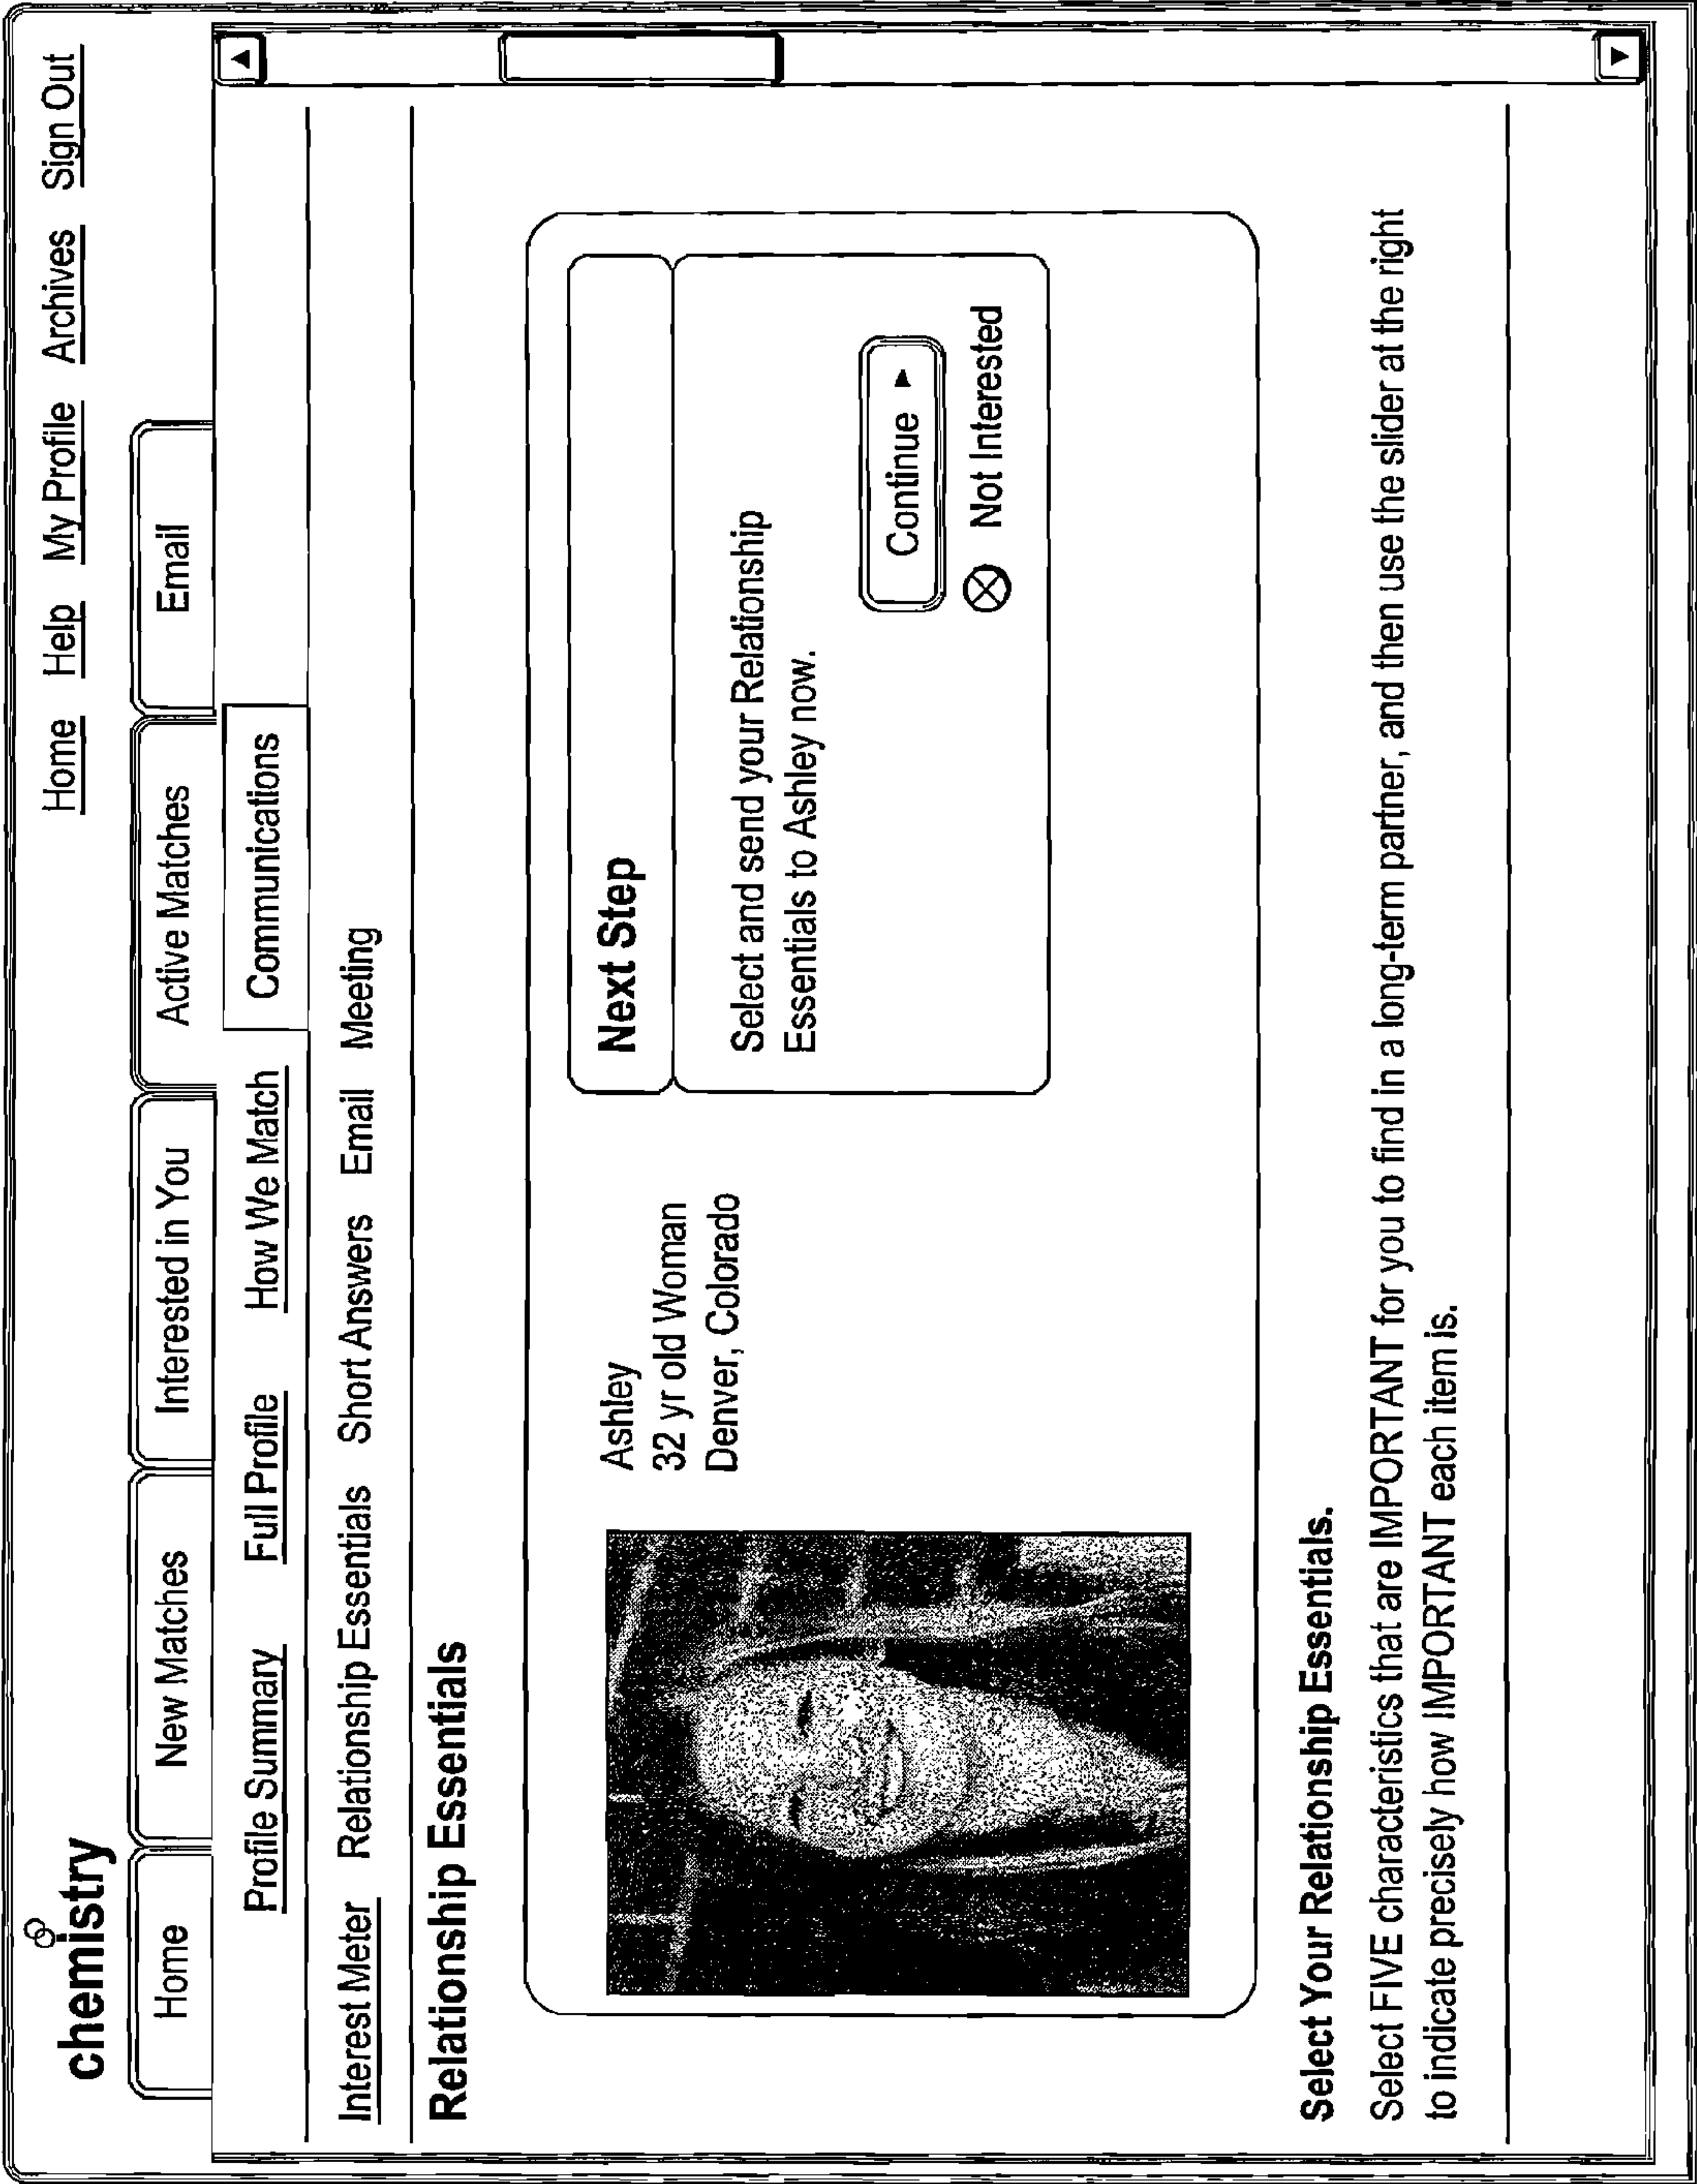 chemistry
Home Help My Profile Archives Sign Out
Home New Matches Interested in You Active Matches Email
Profile Summary Full Profile How We Match Communications
Interest Meter Relationship Essentials Short Answers Email Meeting
Relationship Essentials
Ashley
32 yr old Woman
Denver, Colorado
Next Step
Select and send your Relationship
Essentials to Ashley now.
Continue
Not Interested
Select Your Relationship Essentials.
Select FIVE characteristics that are IMPORTANT for you to find in a long-term partner, and then use the slider at the right
to indicate precisely how IMPORTANT each item is.